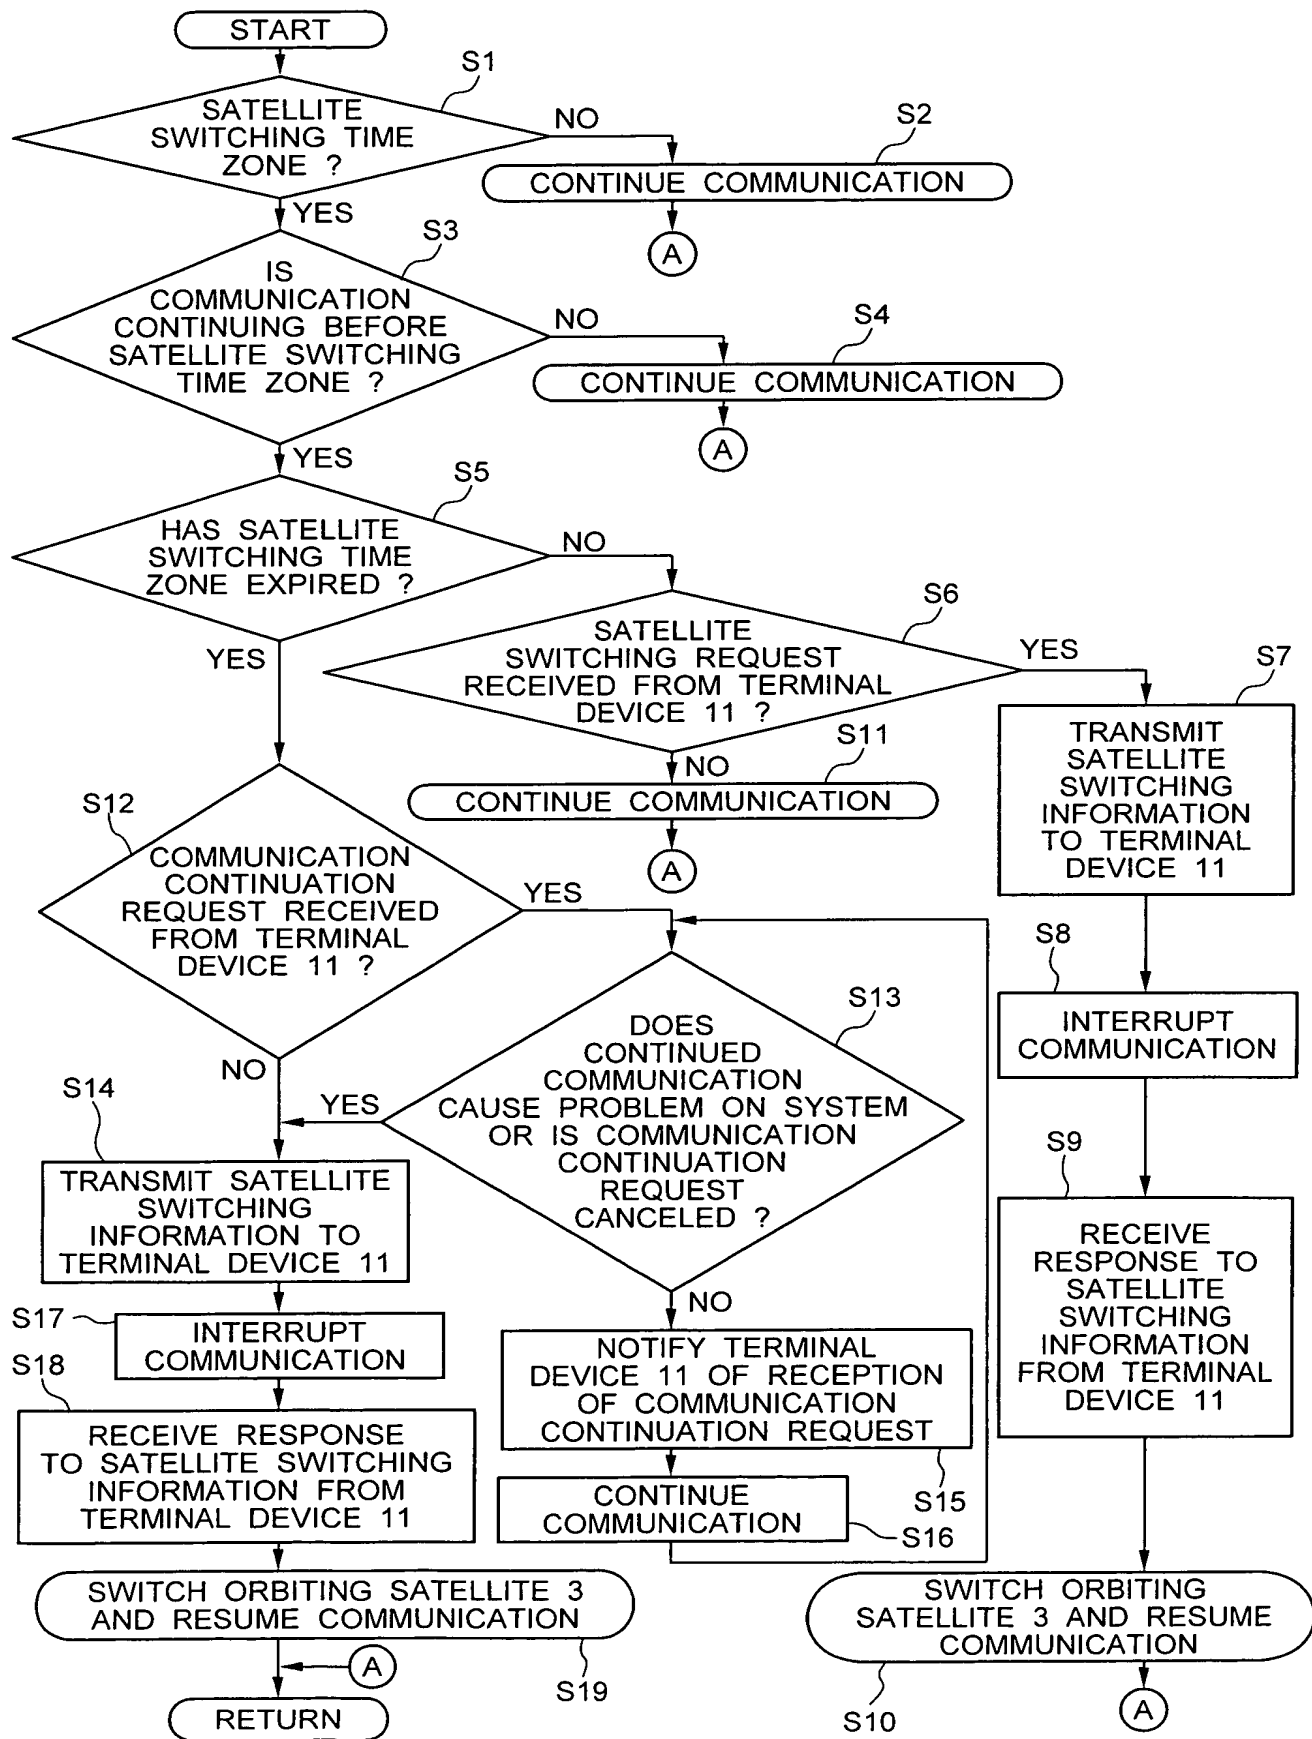 START
S1
SATELLITE
SWITCHING TIME
ZONE ?
NO
S2
CONTINUE COMMUNICATION
A
YES
S3
IS
COMMUNICATION
CONTINUING BEFORE
SATELLITE SWITCHING
TIME ZONE ?
NO
S4
CONTINUE COMMUNICATION
A
YES
S5
HAS SATELLITE
SWITCHING TIME
ZONE EXPIRED ?
NO
S6
SATELLITE
SWITCHING REQUEST
RECEIVED FROM TERMINAL
DEVICE 11 ?
YES
S7
TRANSMIT
SATELLITE
SWITCHING
INFORMATION
TO TERMINAL
DEVICE 11
NO
S11
CONTINUE COMMUNICATION
A
YES
S12
COMMUNICATION
CONTINUATION
REQUEST RECEIVED
FROM TERMINAL
DEVICE 11 ?
YES
S8
INTERRUPT
COMMUNICATION
S13
DOES
CONTINUED
COMMUNICATION
CAUSE PROBLEM ON SYSTEM
OR IS COMMUNICATION
CONTINUATION
REQUEST
CANCELED ?
NO
YES
S14
TRANSMIT SATELLITE
SWITCHING
INFORMATION TO
TERMINAL DEVICE 11
S9
RECEIVE
RESPONSE TO
SATELLITE
SWITCHING
INFORMATION
FROM TERMINAL
DEVICE 11
NO
S17
INTERRUPT
COMMUNICATION
NOTIFY TERMINAL
DEVICE 11 OF RECEPTION
OF COMMUNICATION
CONTINUATION REQUEST
S15
S18
RECEIVE RESPONSE
TO SATELLITE SWITCHING
INFORMATION FROM
TERMINAL DEVICE 11
CONTINUE
COMMUNICATION
S16
SWITCH ORBITING SATELLITE 3
AND RESUME COMMUNICATION
S19
A
RETURN
SWITCH ORBITING
SATELLITE 3 AND RESUME
COMMUNICATION
S10
A